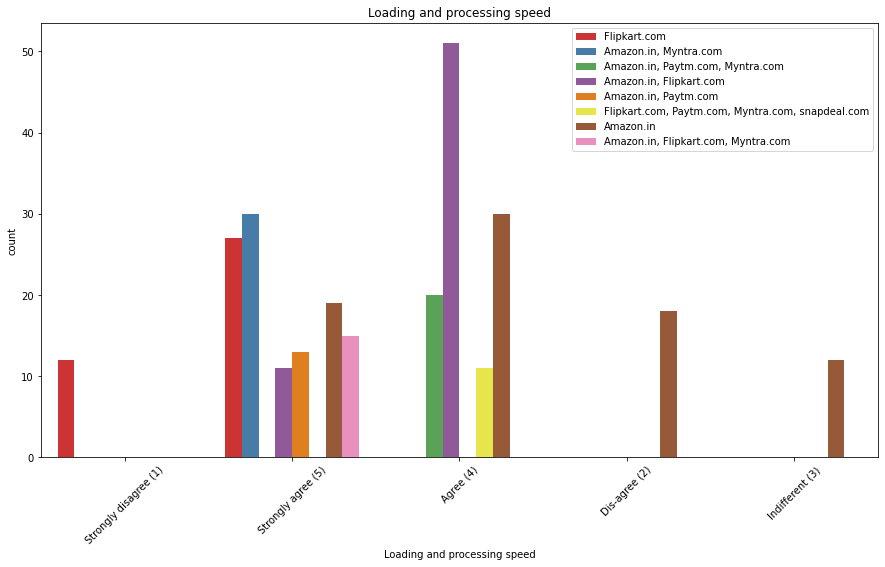 Loading and processing speed
Flipkart.com
Amazon.in, Myntra.com
Amazon.in, Paytm.com, Myntra.com
Amazon.in, Flipkart.com
Amazon.in, Paytm.com
Flipkart.com, Paytm.com, Myntra.com, snapdeal.com
Amazon.in
Amazon.in, Flipkart.com, Myntra.com
count
50
40
30
20
10
0
Strongly disagree (1)
Strongly agree (5)
Agree (4)
Dis-agree (2)
Indifferent (3)
Loading and processing speed